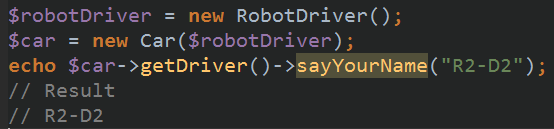 $robotDriver = new RobotDriver();
$car = new Car($robotDriver);
echo $car->getDriver()->sayYourName("R2-D2");
// Result
// R2-D2